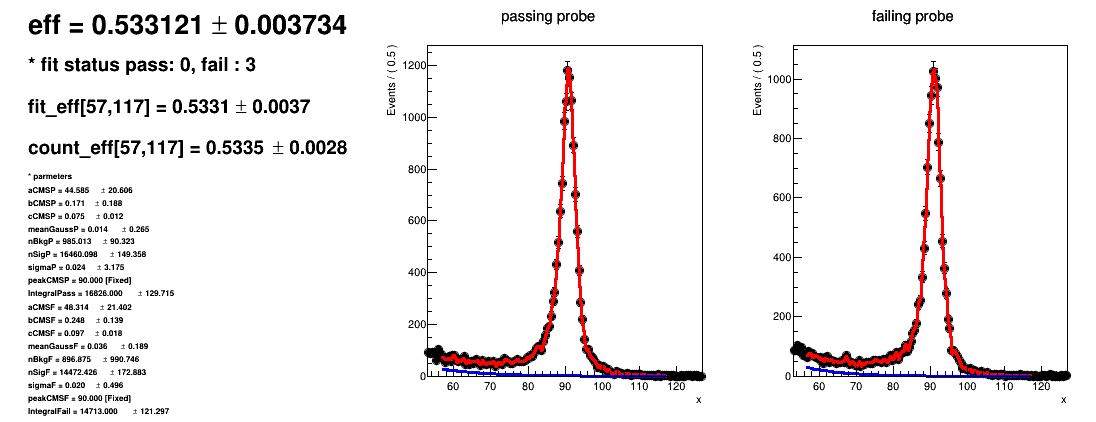 eff = 0.533121 ± 0.003734
* fit status pass: 0, fail : 3
fit_eff[57,117] = 0.5331 ± 0.0037
count_eff[57,117] = 0.5335 ± 0.0028
* parmeters
aCMSP = 44.585 ± 20.606
bCMSP = 0.171 ± 0.188
cCMSP = 0.075 ± 0.012
meanGaussP = 0.014 ± 0.265
nBkgP = 985.013 ± 90.323
nSigP = 16460.098 ± 149.358
sigmaP = 0.024 ± 3.175
peakCMSP = 90.000 [Fixed]
IntegralPass = 16826.000 ± 129.715
aCMSF = 48.314 ± 21.402
bCMSF = 0.248 ± 0.139
cCMSF = 0.097 ± 0.018
meanGaussF = 0.036 ± 0.189
nBkgF = 896.875 ± 990.746
nSigF = 14472.426 ± 172.883
sigmaF = 0.020 ± 0.496
peakCMSF = 90.000 [Fixed]
IntegralFail = 14713.000 ± 121.297
passing probe
Events / ( 0.5 )
1200
1000
800
600
400
200
0
60 70 80 90 100 110 120
x
failing probe
Events / ( 0.5 )
1000
800
600
400
200
0
60 70 80 90 100 110 120
x